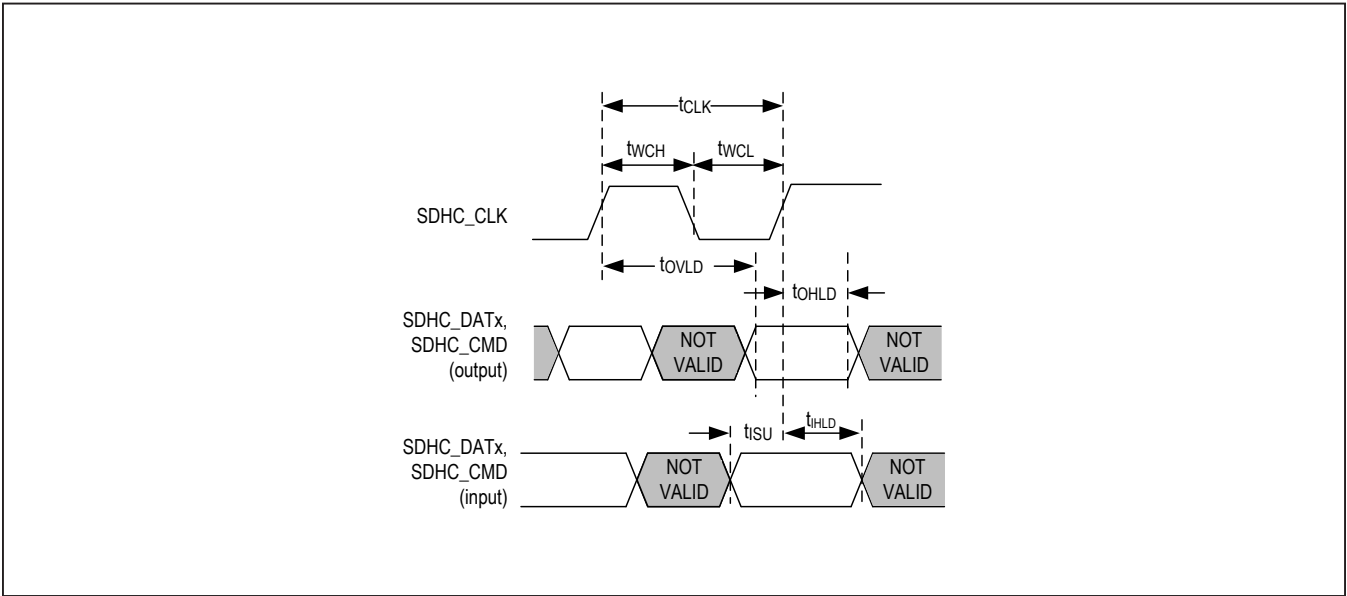 tCLK
tWCH
tWCL
SDHC_CLK
tOVLD
tOHLD
SDHC_DATx,
SDHC_CMD
(output)
NOT
VALID
NOT
VALID
tISU
tIHLD
SDHC_DATx,
SDHC_CMD
(input)
NOT
VALID
NOT
VALID